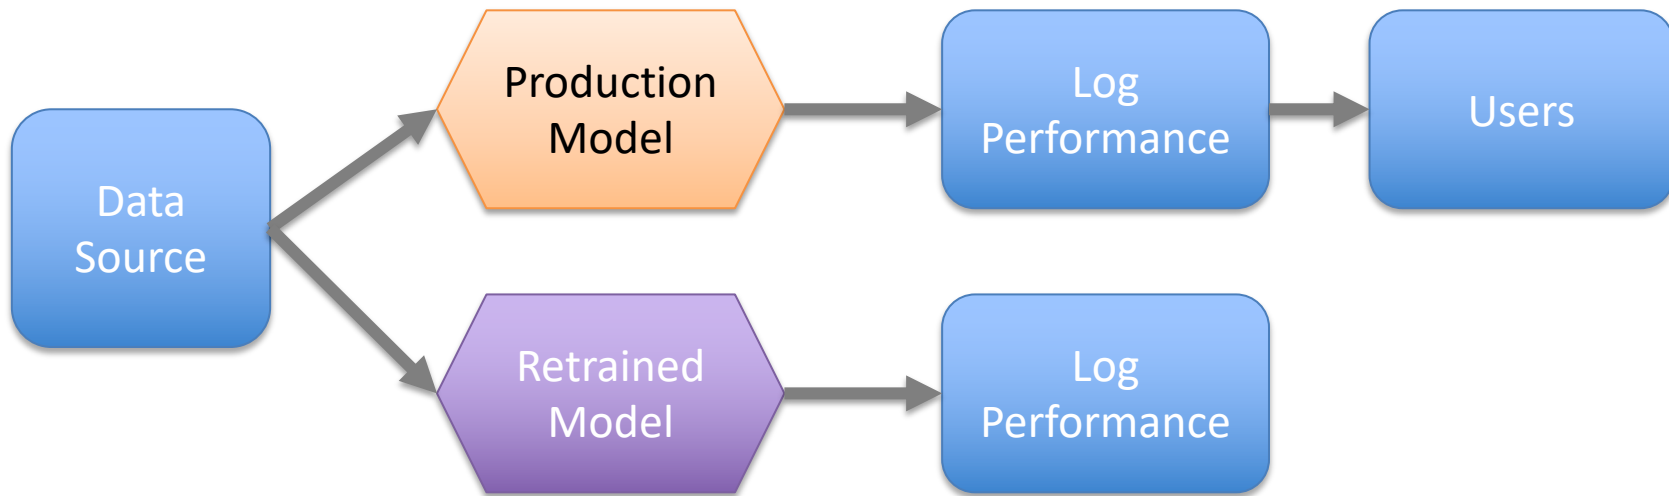 Data
Source
Production
Model
Log
Performance
Users
Retrained
Model
Log
Performance